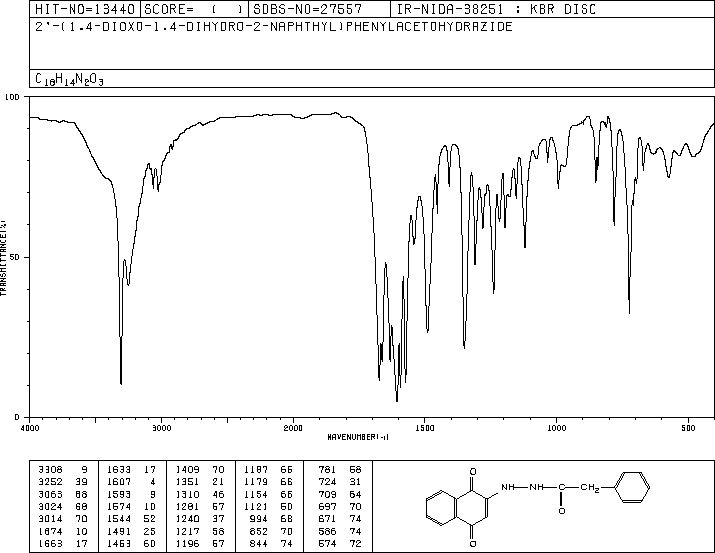 HIT-NO=13440 SCORE= ( ) SDBS-NO=27557 IR-NIDA-38251 : KBR DISC
2'-(1,4-DIOXO-1,4-DIHYDRO-2-NAPHTHYL)PHENYLACETOHYDRAZIDE
C18H14N2O3
100
50
0
TRANSMITTANCE(%)
4000 3000 2000 1500 1000 500
WAVENUMBER(-1)
3308 9 1633 17 1409 70 1187 66 781 58
3252 39 1607 4 1351 21 1179 66 724 31
3063 68 1593 9 1310 46 1154 66 709 64
3024 68 1574 10 1281 57 1121 50 697 70
3014 70 1544 52 1240 37 994 68 671 74
1674 10 1491 25 1217 58 852 70 586 74
1663 17 1453 60 1196 57 844 74 574 72
O
NH—NH—C—CH2
O
O